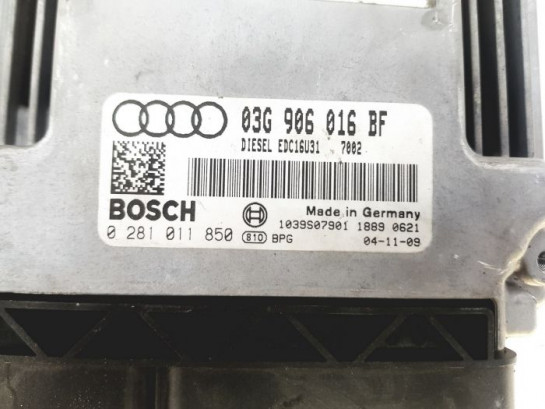 03G 906 016 BF
DIESEL EDC16U31 7002
BOSCH
Made in Germany
1039S07901 1889 0621
0 281 011 850 810 BPG 04-11-09